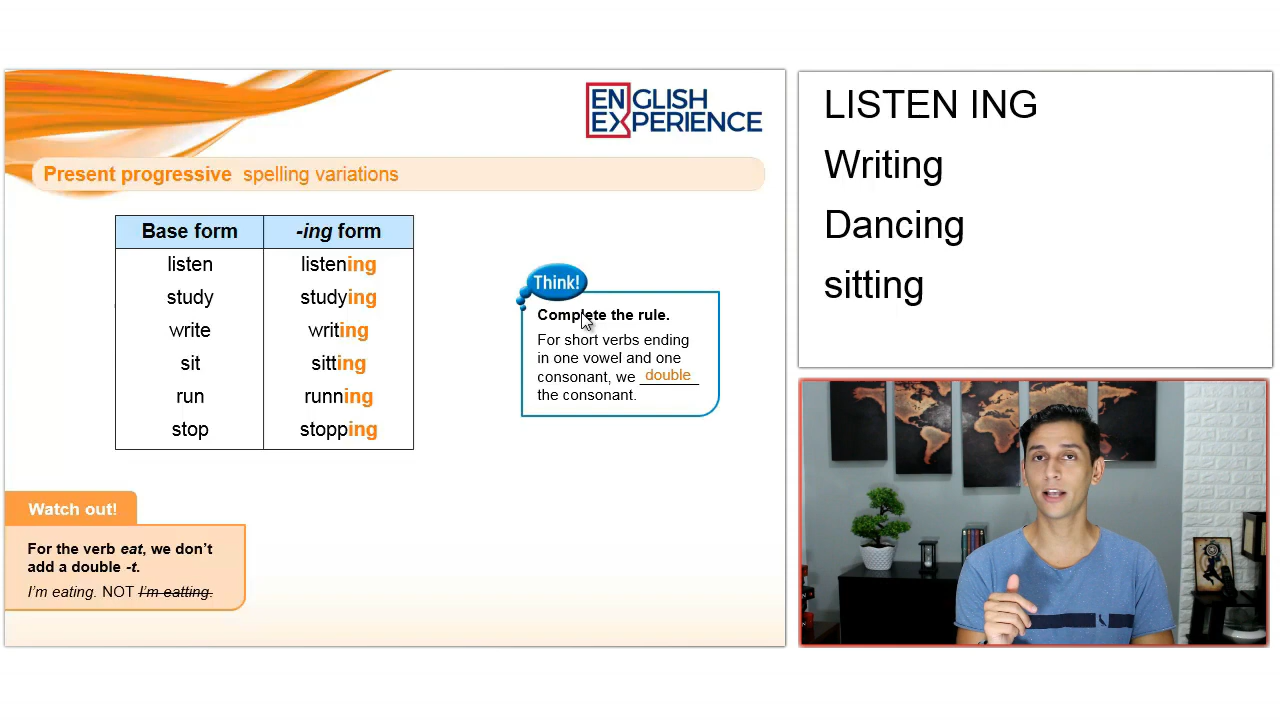 ENGLISH
EXPERIENCE
Present progressive spelling variations
Base form -ing form
listen listening
study studying
write writing
sit sitting
run running
stop stopping
Think!
Complete the rule.
For short verbs ending
in one vowel and one
consonant, we double
the consonant.
Watch out!
For the verb eat, we don't
add a double -t.
I'm eating. NOT I'm eatting.
LISTEN ING
Writing
Dancing
sitting